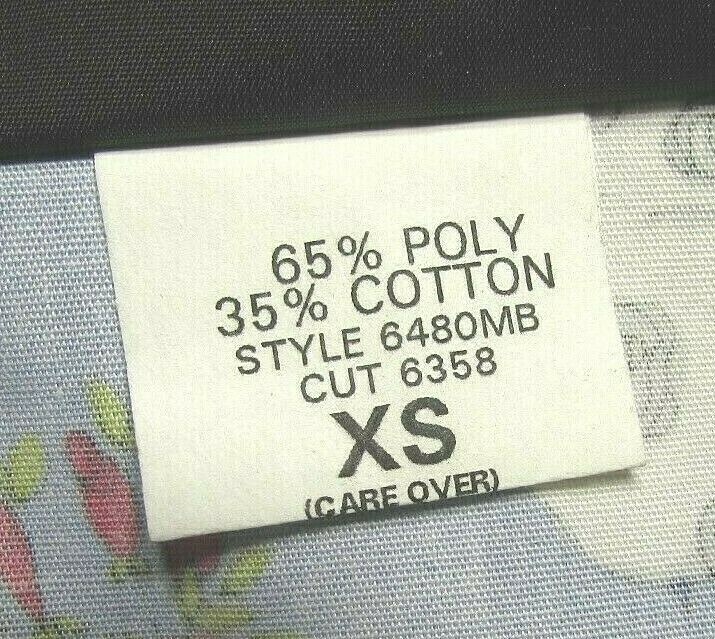 65% POLY
35% COTTON
STYLE 6480MB
CUT 6358
XS
(CARE OVER)